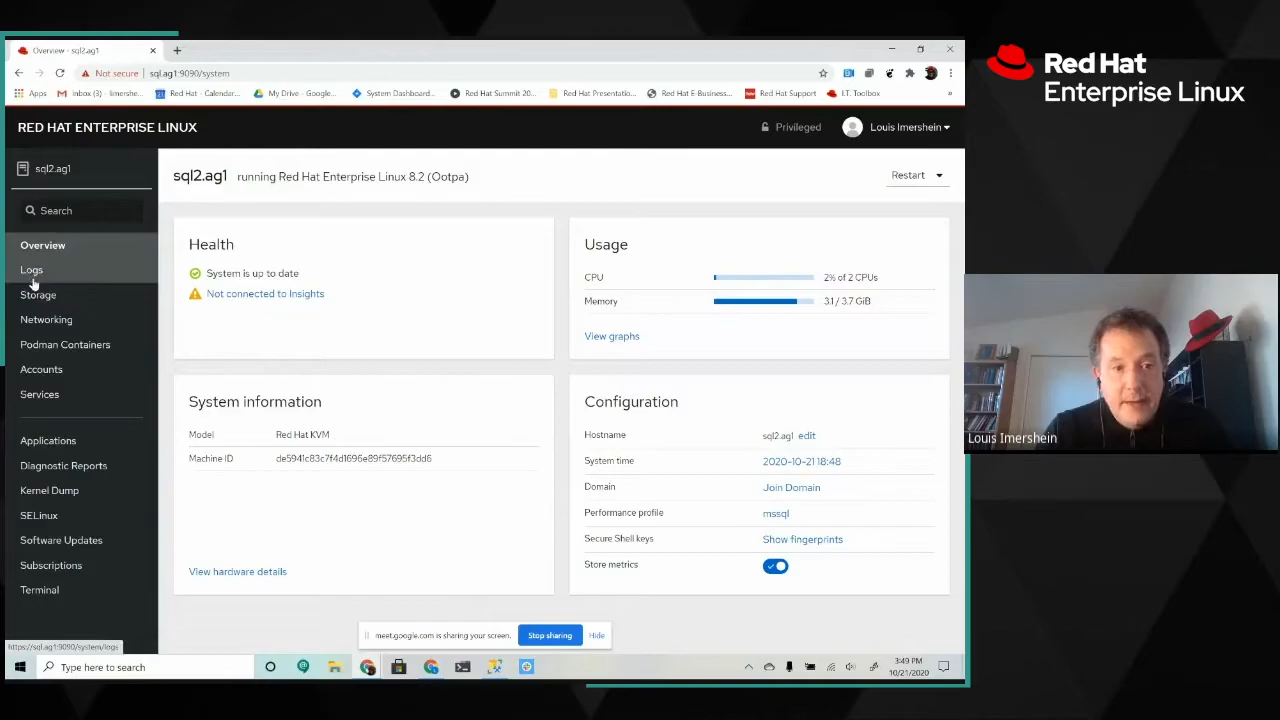 Overview - sql2.ag1
Not secure | sql.ag1:9090/system
Apps
Inbox (3) - limershe...
Red Hat - Calendar...
My Drive - Google...
System Dashboard...
Red Hat Summit 20...
Red Hat Presentatio...
Red Hat E-Business...
Red Hat Support
I.T. Toolbox
»
Red Hat
Enterprise Linux
RED HAT ENTERPRISE LINUX
Privileged
Louis Imershein
sql2.ag1
Search
Overview
Logs
Storage
Networking
Podman Containers
Accounts
Services
Applications
Diagnostic Reports
Kernel Dump
SELinux
Software Updates
Subscriptions
Terminal
sql2.ag1 running Red Hat Enterprise Linux 8.2 (Ootpa)
Restart
Health
System is up to date
Not connected to Insights
Usage
CPU 2% of 2 CPUs
Memory 3.1 / 3.7 GiB
View graphs
System information
Model Red Hat KVM
Machine ID de5941c83c7f4d1696e89f57695f3dd6
View hardware details
Configuration
Hostname sql2.ag1 edit
System time 2020-10-21 18:48
Domain Join Domain
Performance profile mssql
Secure Shell keys Show fingerprints
Store metrics
Louis Imershein
meet.google.com is sharing your screen. Stop sharing Hide
https://sql.ag1:9090/system/logs
Type here to search
3:49 PM
10/21/2020